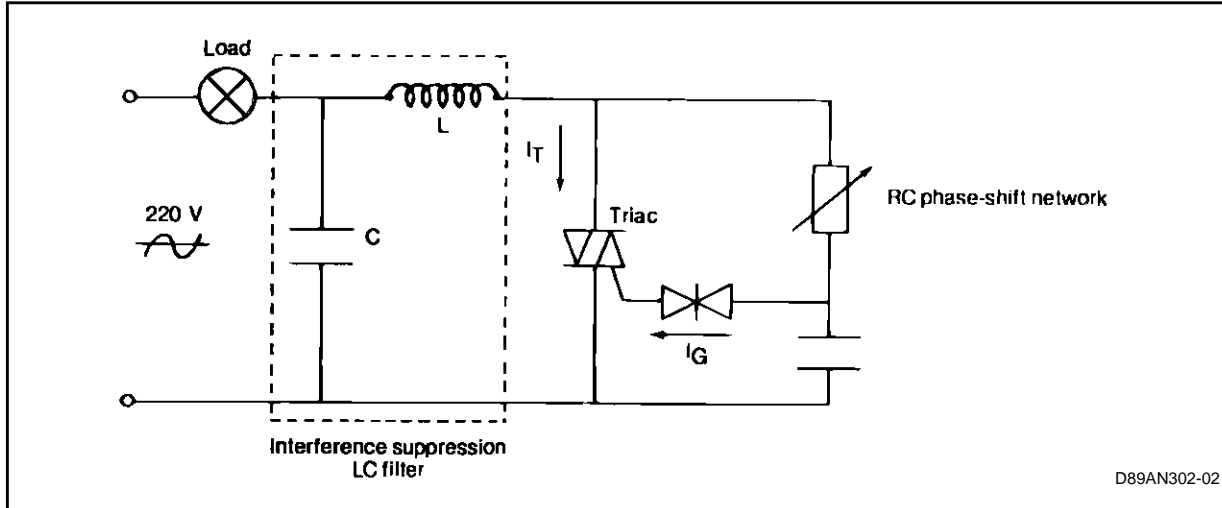 Load
L
I_T
RC phase-shift network
Triac
220 V
C
I_G
Interference suppression
LC filter
D89AN302-02